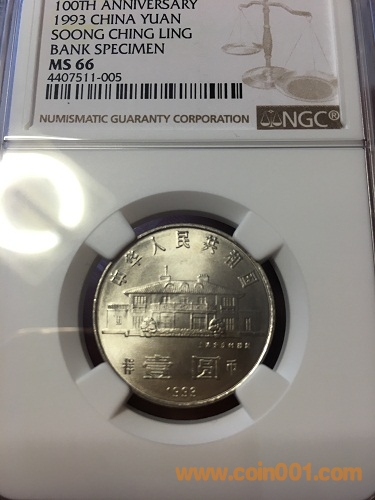 100TH ANNIVERSARY
1993 CHINA YUAN
SOONG CHING LING
BANK SPECIMEN
MS 66
4407511-005
NUMISMATIC GUARANTY CORPORATION
NGC®
中华人民共和国
壹圆
币
1993
www.coin001.com